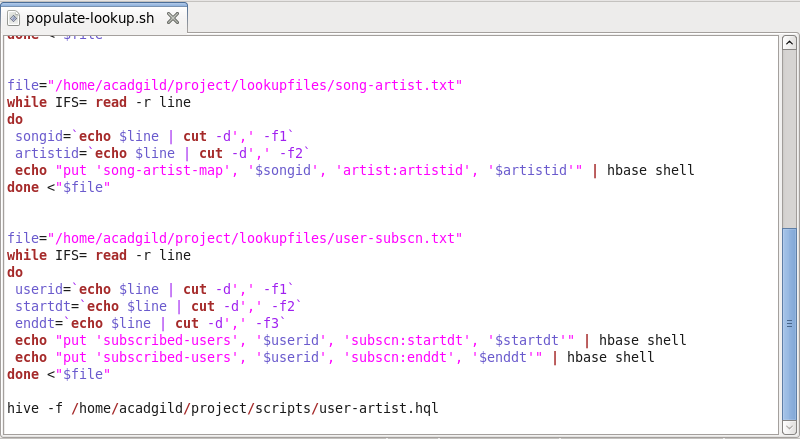 populate-lookup.sh
done <"$file"
file="/home/acadgild/project/lookupfiles/song-artist.txt"
while IFS= read -r line
do
 songid=`echo $line | cut -d',' -f1`
 artistid=`echo $line | cut -d',' -f2`
 echo "put 'song-artist-map', '$songid', 'artist:artistid', '$artistid'" | hbase shell
done <"$file"
file="/home/acadgild/project/lookupfiles/user-subscn.txt"
while IFS= read -r line
do
 userid=`echo $line | cut -d',' -f1`
 startdt=`echo $line | cut -d',' -f2`
 enddt=`echo $line | cut -d',' -f3`
 echo "put 'subscribed-users', '$userid', 'subscn:startdt', '$startdt'" | hbase shell
 echo "put 'subscribed-users', '$userid', 'subscn:enddt', '$enddt'" | hbase shell
done <"$file"
hive -f /home/acadgild/project/scripts/user-artist.hql